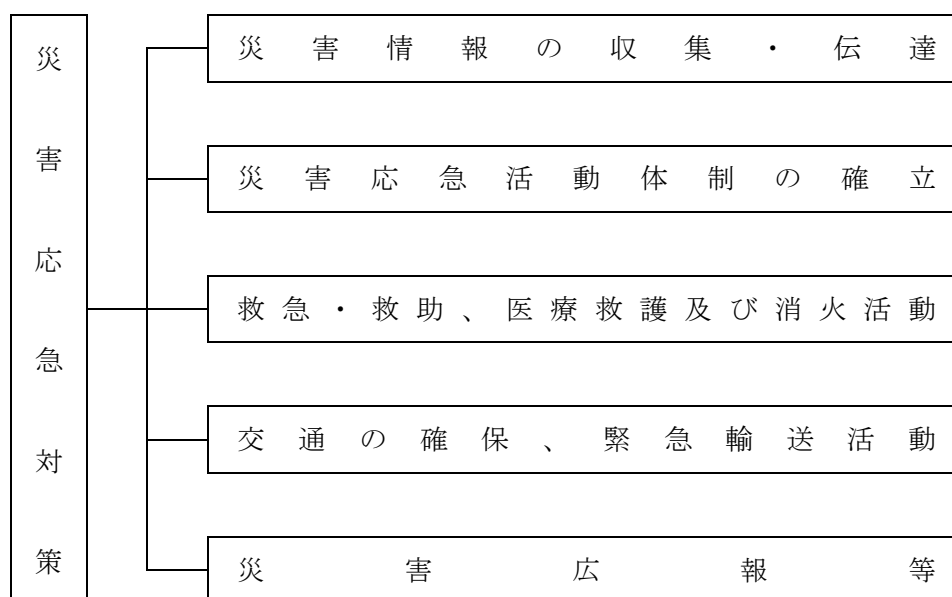 災害応急対策
災害情報の収集・伝達
災害応急活動体制の確立
救急・救助、医療救護及び消火活動
交通の確保、緊急輸送活動
災害広報等